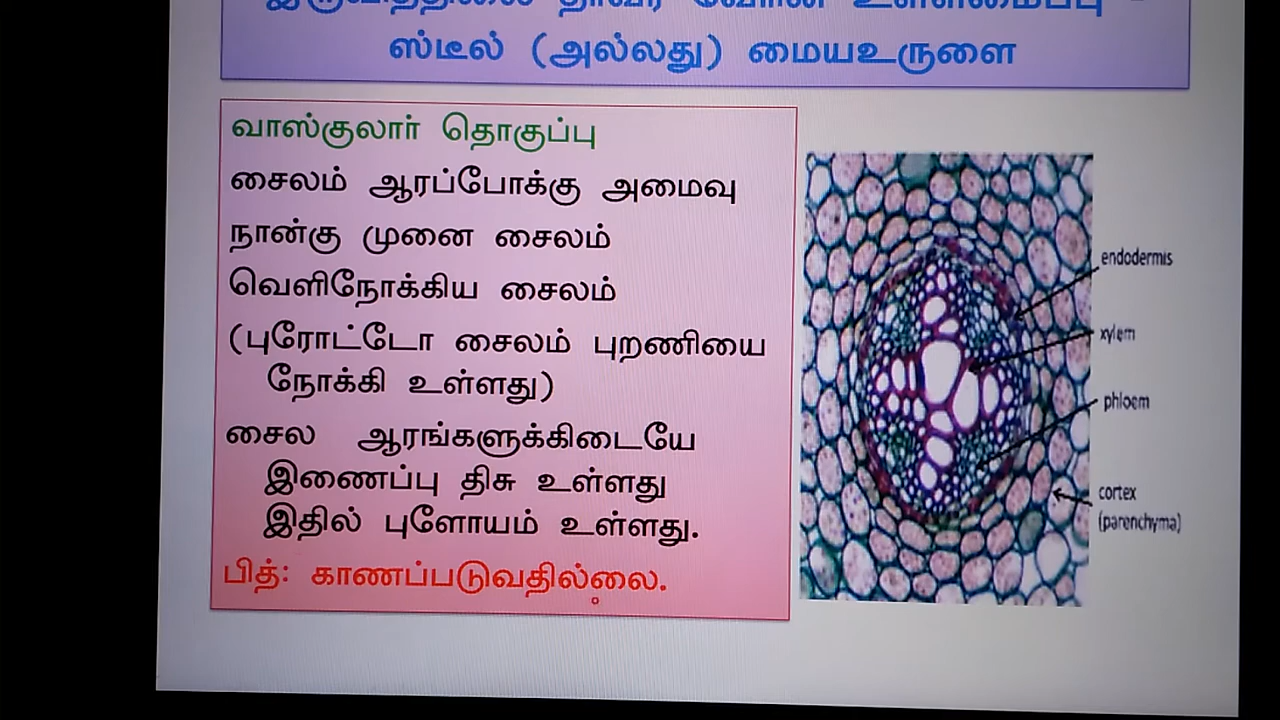 ஸ்டீல் (அல்லது) மையஉருளை
வாஸ்குலார் தொகுப்பு
சைலம் ஆரப்போக்கு அமைவு
நான்கு முனை சைலம்
வெளிநோக்கிய சைலம்
(புரோட்டோ சைலம் புறணியை
நோக்கி உள்ளது)
சைல ஆரங்களுக்கிடையே
இணைப்பு திசு உள்ளது
இதில் புளோயம் உள்ளது.
பித்: காணப்படுவதில்லை.
endodermis
xylem
phloem
cortex
(parenchyma)